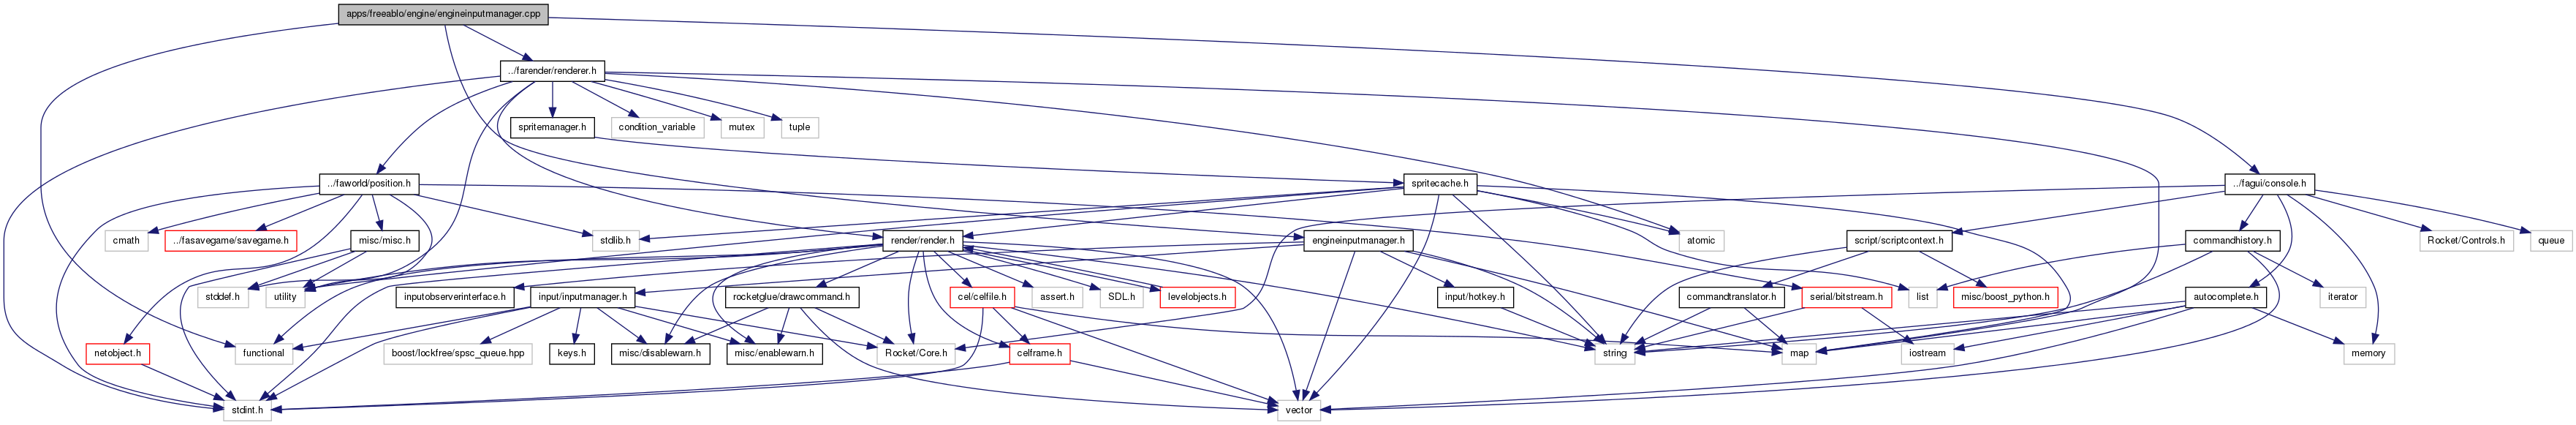 apps/freeablo/engine/engineinputmanager.cpp
../farender/renderer.h
spritemanager.h
condition_variable
mutex
tuple
../faworld/position.h
spritecache.h
../fagui/console.h
cmath
../fasavegame/savegame.h
misc/misc.h
stdlib.h
render/render.h
engineinputmanager.h
atomic
script/scriptcontext.h
commandhistory.h
Rocket/Controls.h
queue
stddef.h
utility
inputobserverinterface.h
input/inputmanager.h
rocketglue/drawcommand.h
cel/celfile.h
assert.h
SDL.h
levelobjects.h
input/hotkey.h
commandtranslator.h
serial/bitstream.h
list
misc/boost_python.h
autocomplete.h
iterator
netobject.h
functional
boost/lockfree/spsc_queue.hpp
keys.h
misc/disablewarn.h
misc/enablewarn.h
Rocket/Core.h
celframe.h
string
map
iostream
memory
stdint.h
vector